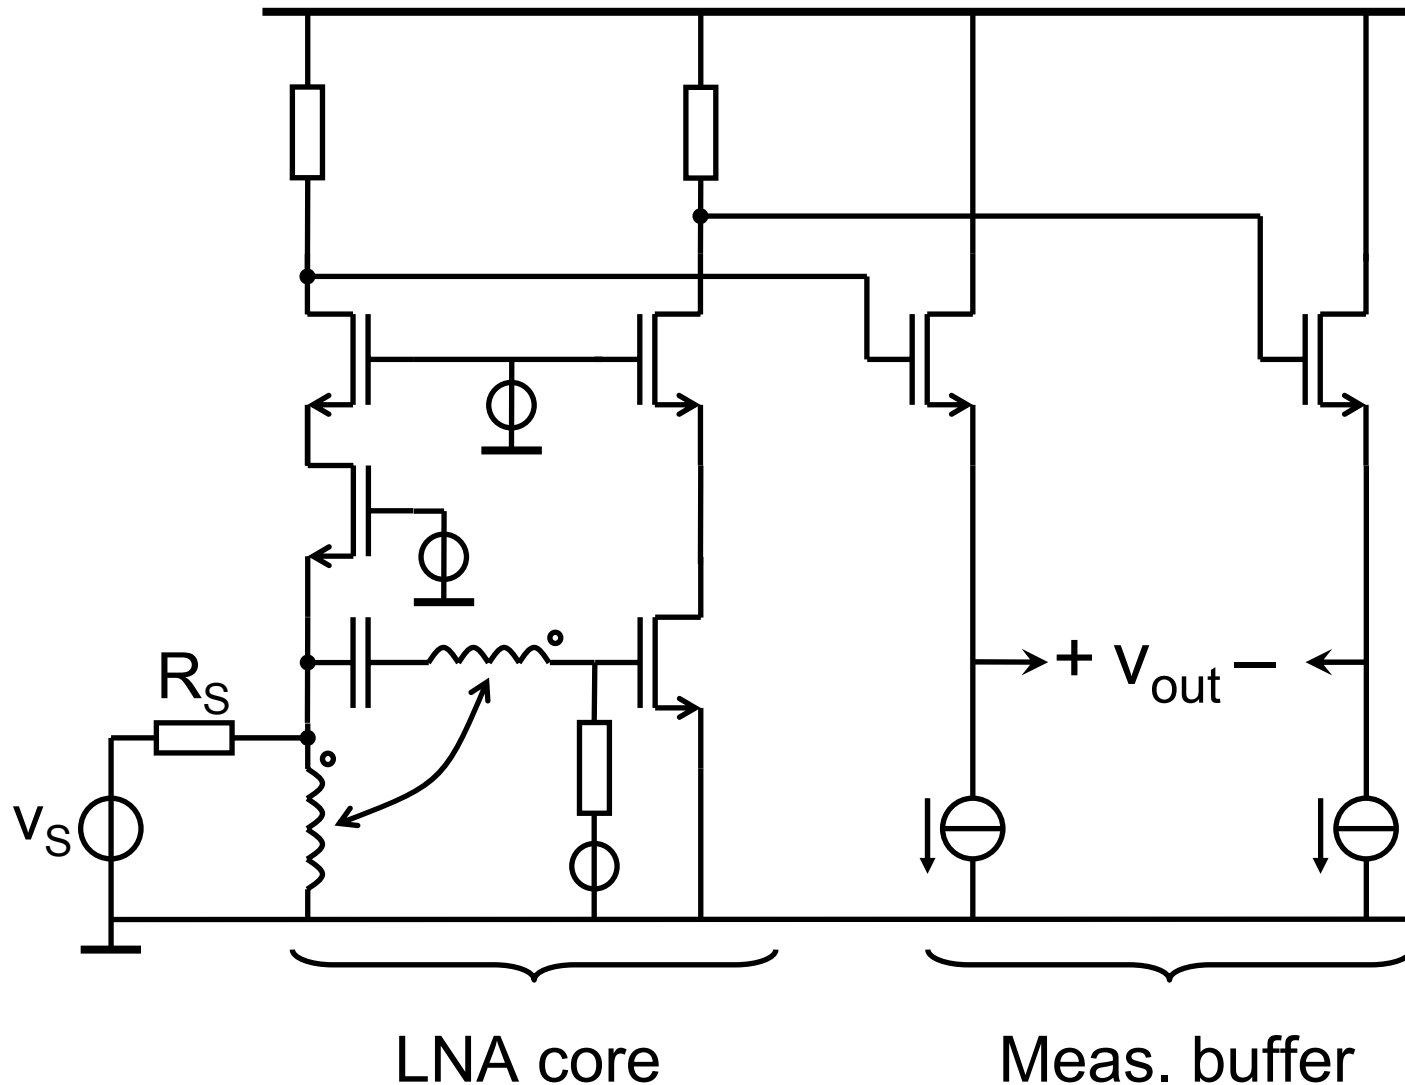 R_S
v_S
+ v_out −
LNA core
Meas. buffer